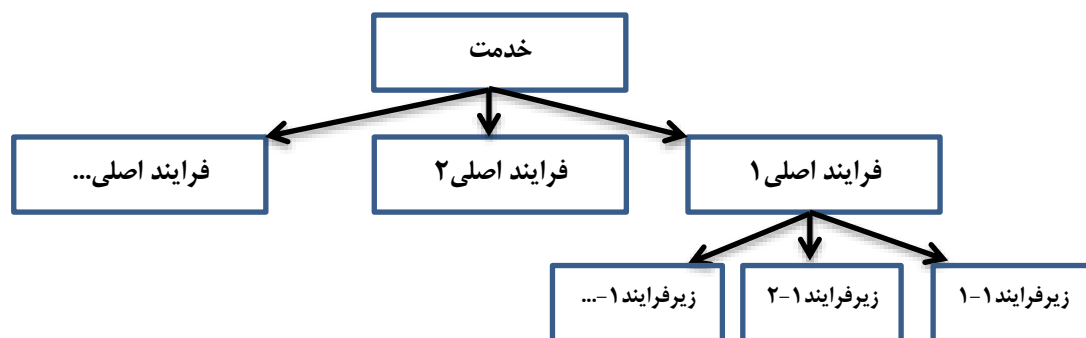 خدمت
فرایند اصلی۱
فرایند اصلی۲
فرایند اصلی...
زیرفرایند۱-۱
زیرفرایند۱-۲
زیرفرایند۱-...